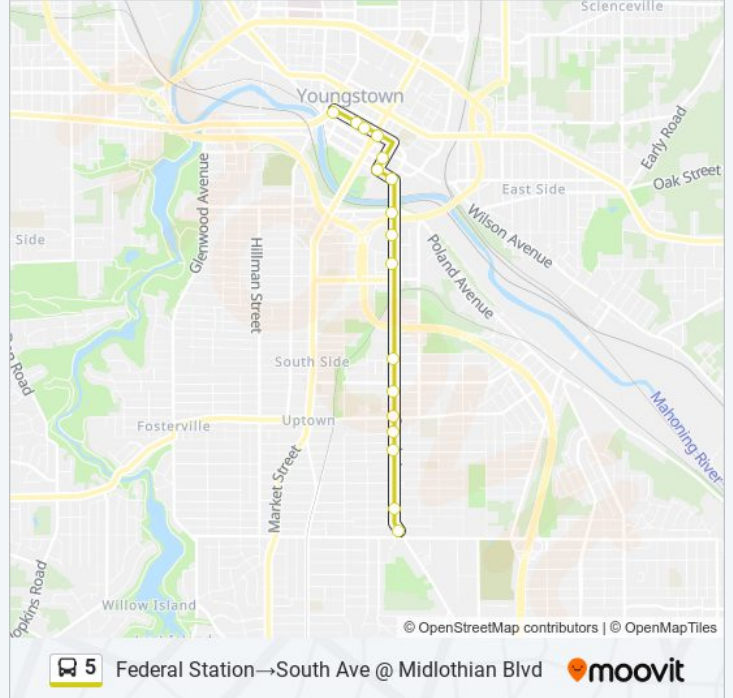 Scienceville
Youngstown
Early Road
Oak Street
East Side
Glenwood Avenue
Wilson Avenue
Side
Hillman Street
Poland Avenue
South Side
Road
Mahoning River
Fosterville
Uptown
Market Street
opkins Road
Willow Island
© OpenStreetMap contributors | © OpenMapTiles
5 Federal Station→South Ave @ Midlothian Blvd moovit